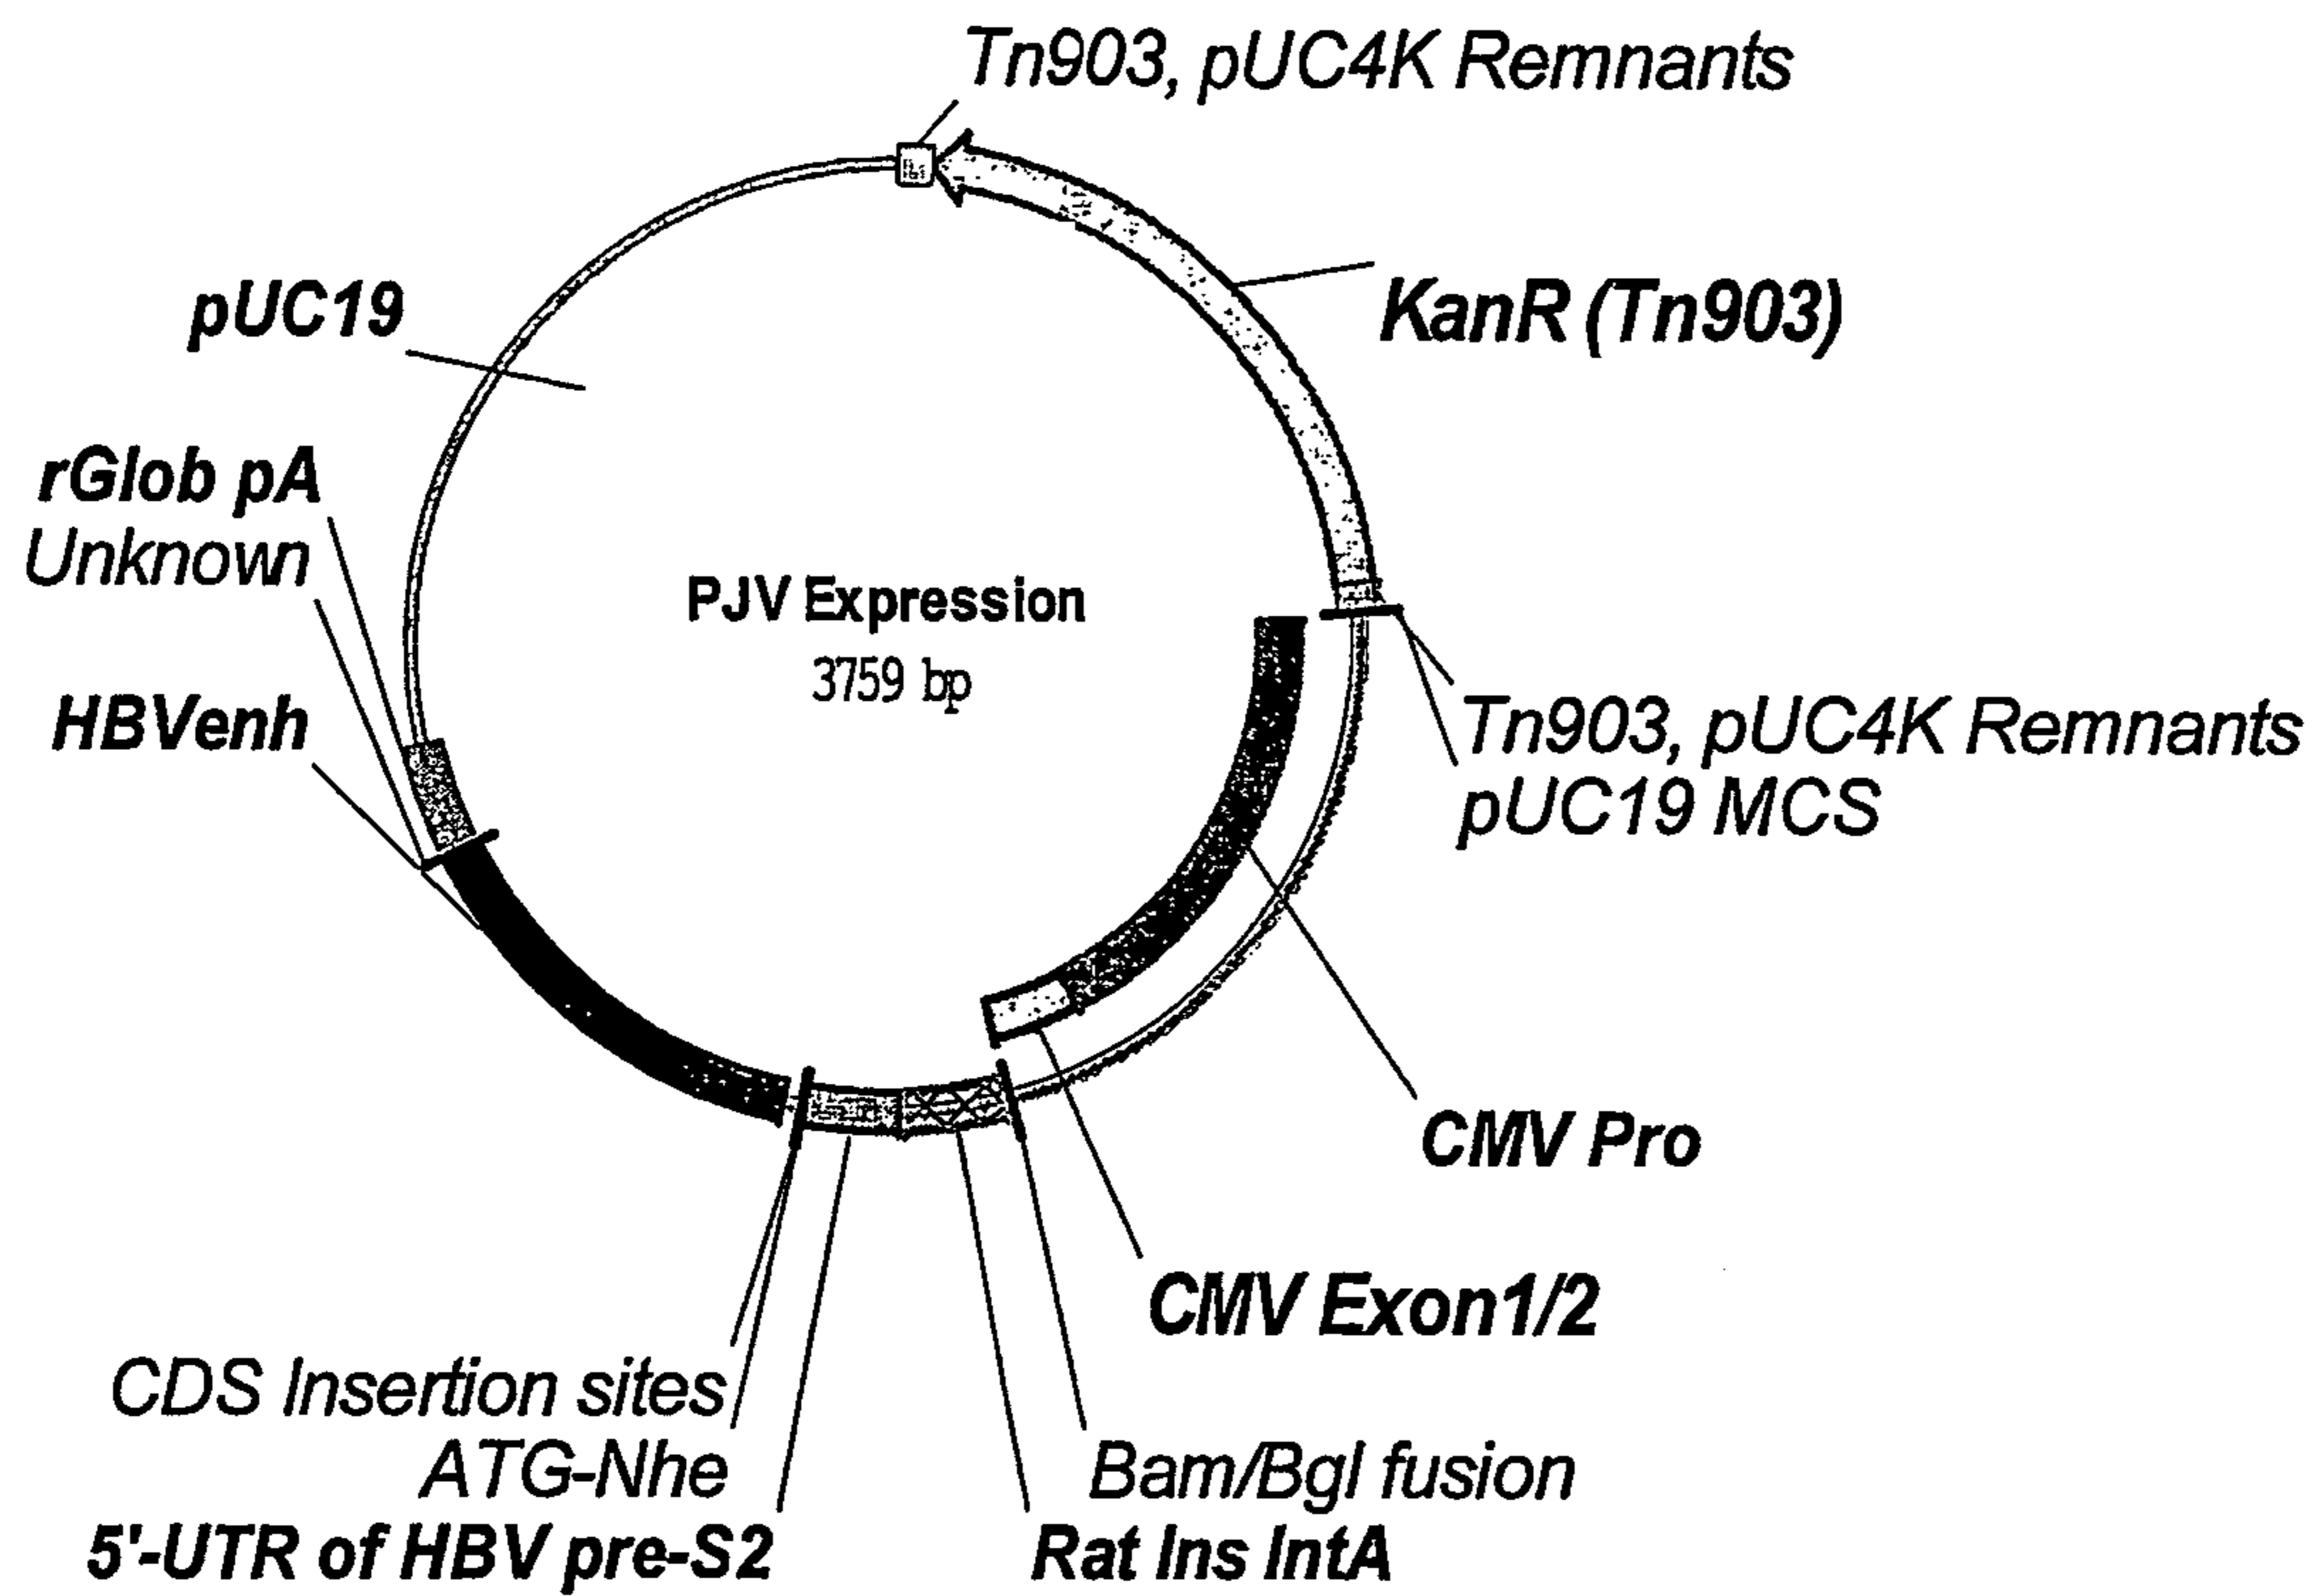 Tn903, pUC4K Remnants
pUC19
KanR (Tn903)
rGlob pA
Unknown
PJV Expression
3759 bp
HBVenh
Tn903, pUC4K Remnants
pUC19 MCS
CMV Pro
CMV Exon1/2
CDS Insertion sites
ATG-Nhe
5'-UTR of HBV pre-S2
Bam/Bgl fusion
Rat Ins IntA